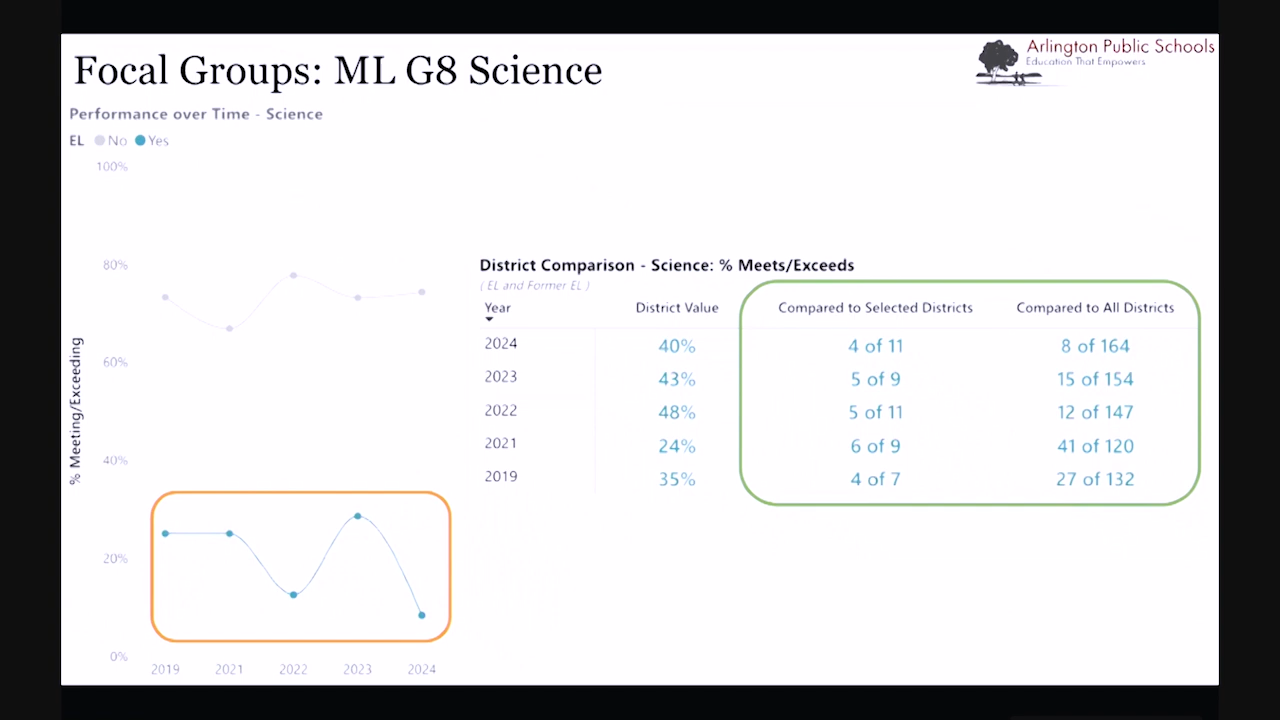 Focal Groups: ML G8 Science
Arlington Public Schools
Education That Empowers
Performance over Time - Science
EL No Yes
100%
80%
60%
40%
20%
0%
% Meeting/Exceeding
2019 2021 2022 2023 2024
District Comparison - Science: % Meets/Exceeds
( EL and Former EL )
Year District Value Compared to Selected Districts Compared to All Districts
2024 40% 4 of 11 8 of 164
2023 43% 5 of 9 15 of 154
2022 48% 5 of 11 12 of 147
2021 24% 6 of 9 41 of 120
2019 35% 4 of 7 27 of 132